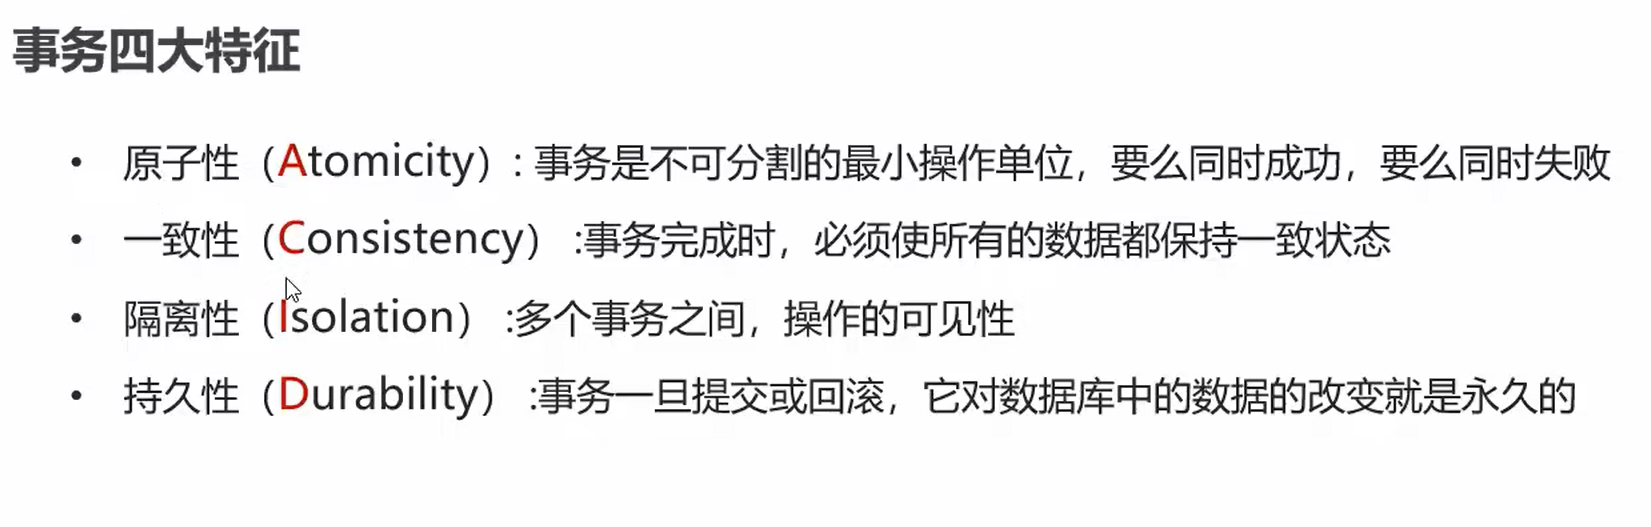 事务四大特征
• 原子性（Atomicity）: 事务是不可分割的最小操作单位，要么同时成功，要么同时失败
• 一致性（Consistency） :事务完成时，必须使所有的数据都保持一致状态
• 隔离性（Isolation） :多个事务之间，操作的可见性
• 持久性（Durability） :事务一旦提交或回滚，它对数据库中的数据的改变就是永久的